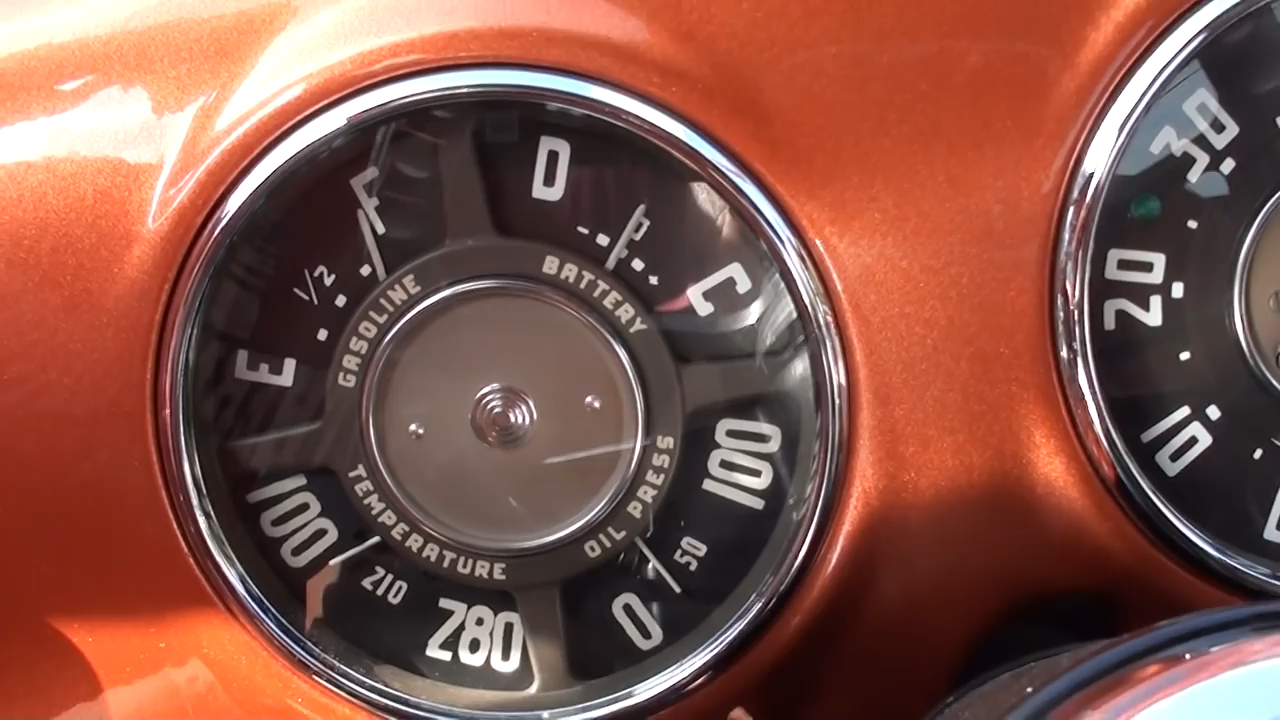 F
1/2
E
GASOLINE
D
C
BATTERY
100
210
280
TEMPERATURE
100
50
0
OIL PRESS
30
20
10